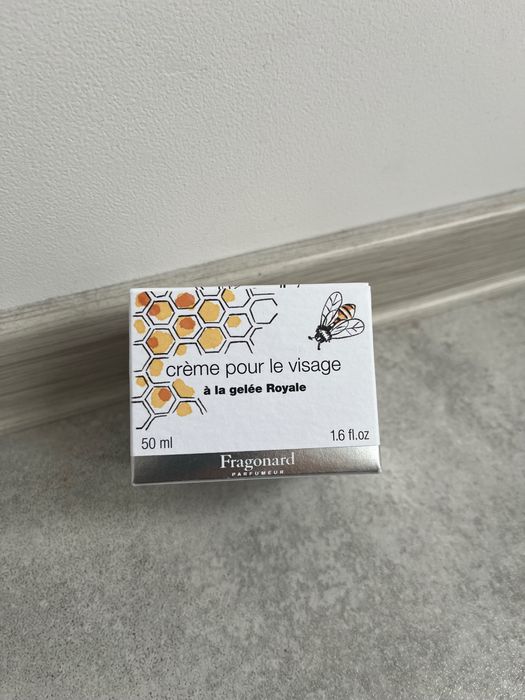 crème pour le visage
à la gelée Royale
50 ml
1.6 fl.oz
Fragonard
PARFUMEUR